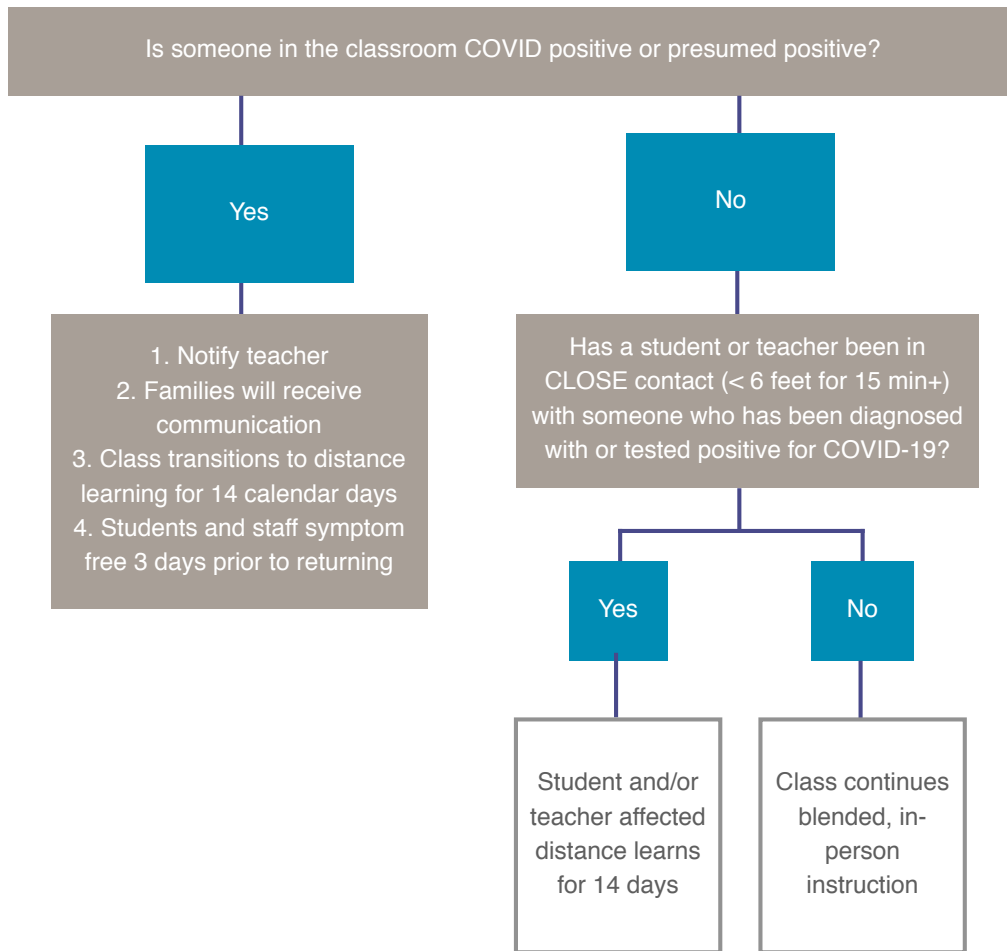 Is someone in the classroom COVID positive or presumed positive?
Yes
No
1. Notify teacher
2. Families will receive
communication
3. Class transitions to distance
learning for 14 calendar days
4. Students and staff symptom
free 3 days prior to returning
Has a student or teacher been in
CLOSE contact (< 6 feet for 15 min+)
with someone who has been diagnosed
with or tested positive for COVID-19?
Yes
No
Student and/or
teacher affected
distance learns
for 14 days
Class continues
blended, in-
person
instruction